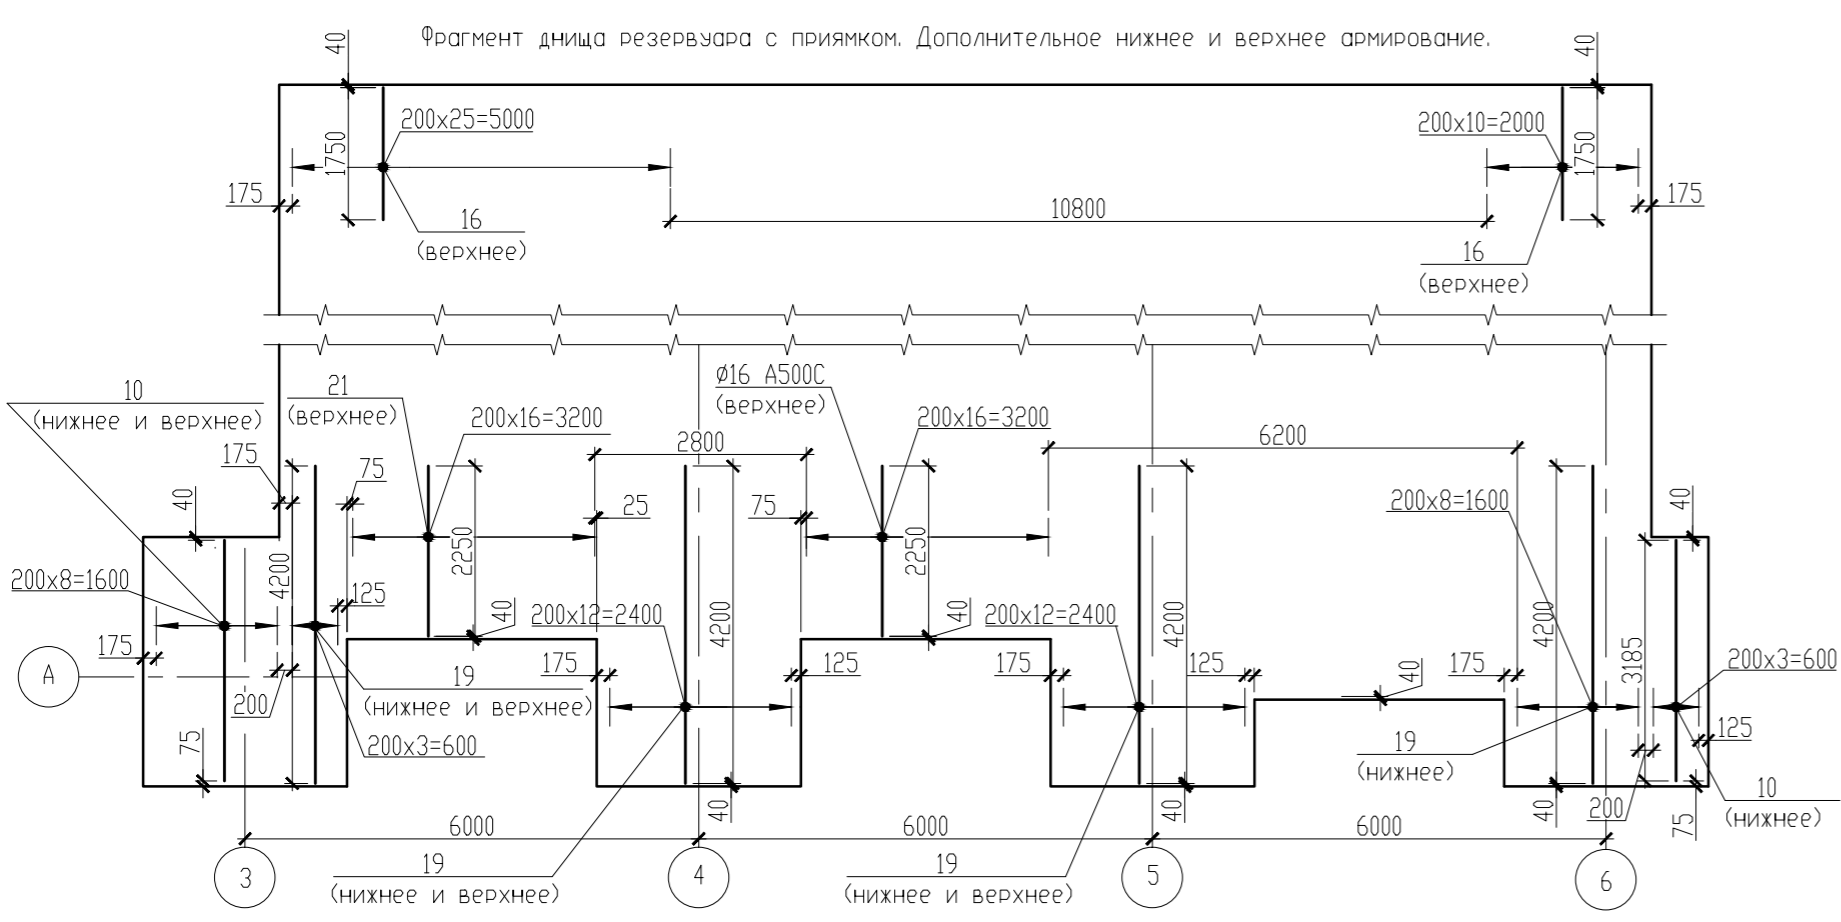 Фрагмент днища резервуара с приямком. Дополнительное нижнее и верхнее армирование.
40
40
200х25=5000
200х10=2000
1750
1750
175
175
16
(верхнее)
10800
16
(верхнее)
10
(нижнее и верхнее)
21
(верхнее)
Ø16 А500С
(верхнее)
200х16=3200
200х16=3200
2800
6200
175
75
40
25
75
200х8=1600
40
4200
2250
2250
200х8=1600
125
40
200х12=2400
40
200х12=2400
4200
4200
4200
3185
175
А
200
19
(нижнее и верхнее)
175
125
175
125
40
175
200х3=600
75
200х3=600
19
(нижнее)
125
200
10
(нижнее)
75
40
40
40
6000
6000
6000
3
4
5
6
19
(нижнее и верхнее)
19
(нижнее и верхнее)